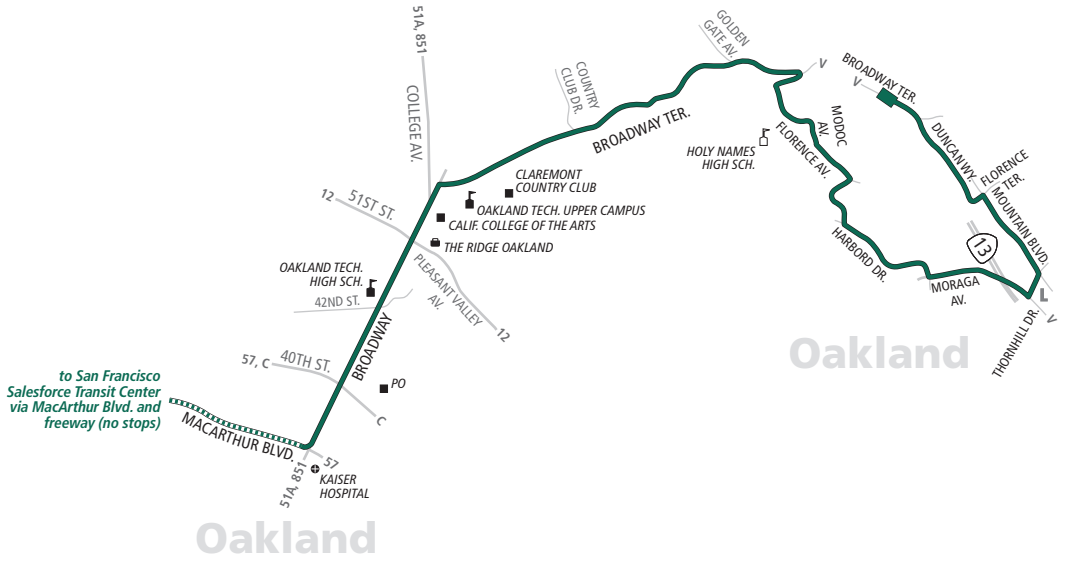 51A, 851
COLLEGE AV.
GOLDEN
GATE AV.
COUNTRY
CLUB DR.
BROADWAY TER.
V
V
BROADWAY TER.
MODOC
AV.
FLORENCE AV.
HOLY NAMES
HIGH SCH.
DUNCAN WY.
FLORENCE
TER.
MOUNTAIN BLVD.
13
HARBORD DR.
MORAGA
AV.
L
V
THORNHILL DR.
CLAREMONT
COUNTRY CLUB
OAKLAND TECH. UPPER CAMPUS
CALIF. COLLEGE OF THE ARTS
THE RIDGE OAKLAND
12
51ST ST.
PLEASANT VALLEY
AV.
12
OAKLAND TECH.
HIGH SCH.
42ND ST.
BROADWAY
57, C
40TH ST.
PO
C
to San Francisco
Salesforce Transit Center
via MacArthur Blvd. and
freeway (no stops)
MACARTHUR BLVD.
57
51A, 851
KAISER
HOSPITAL
Oakland
Oakland